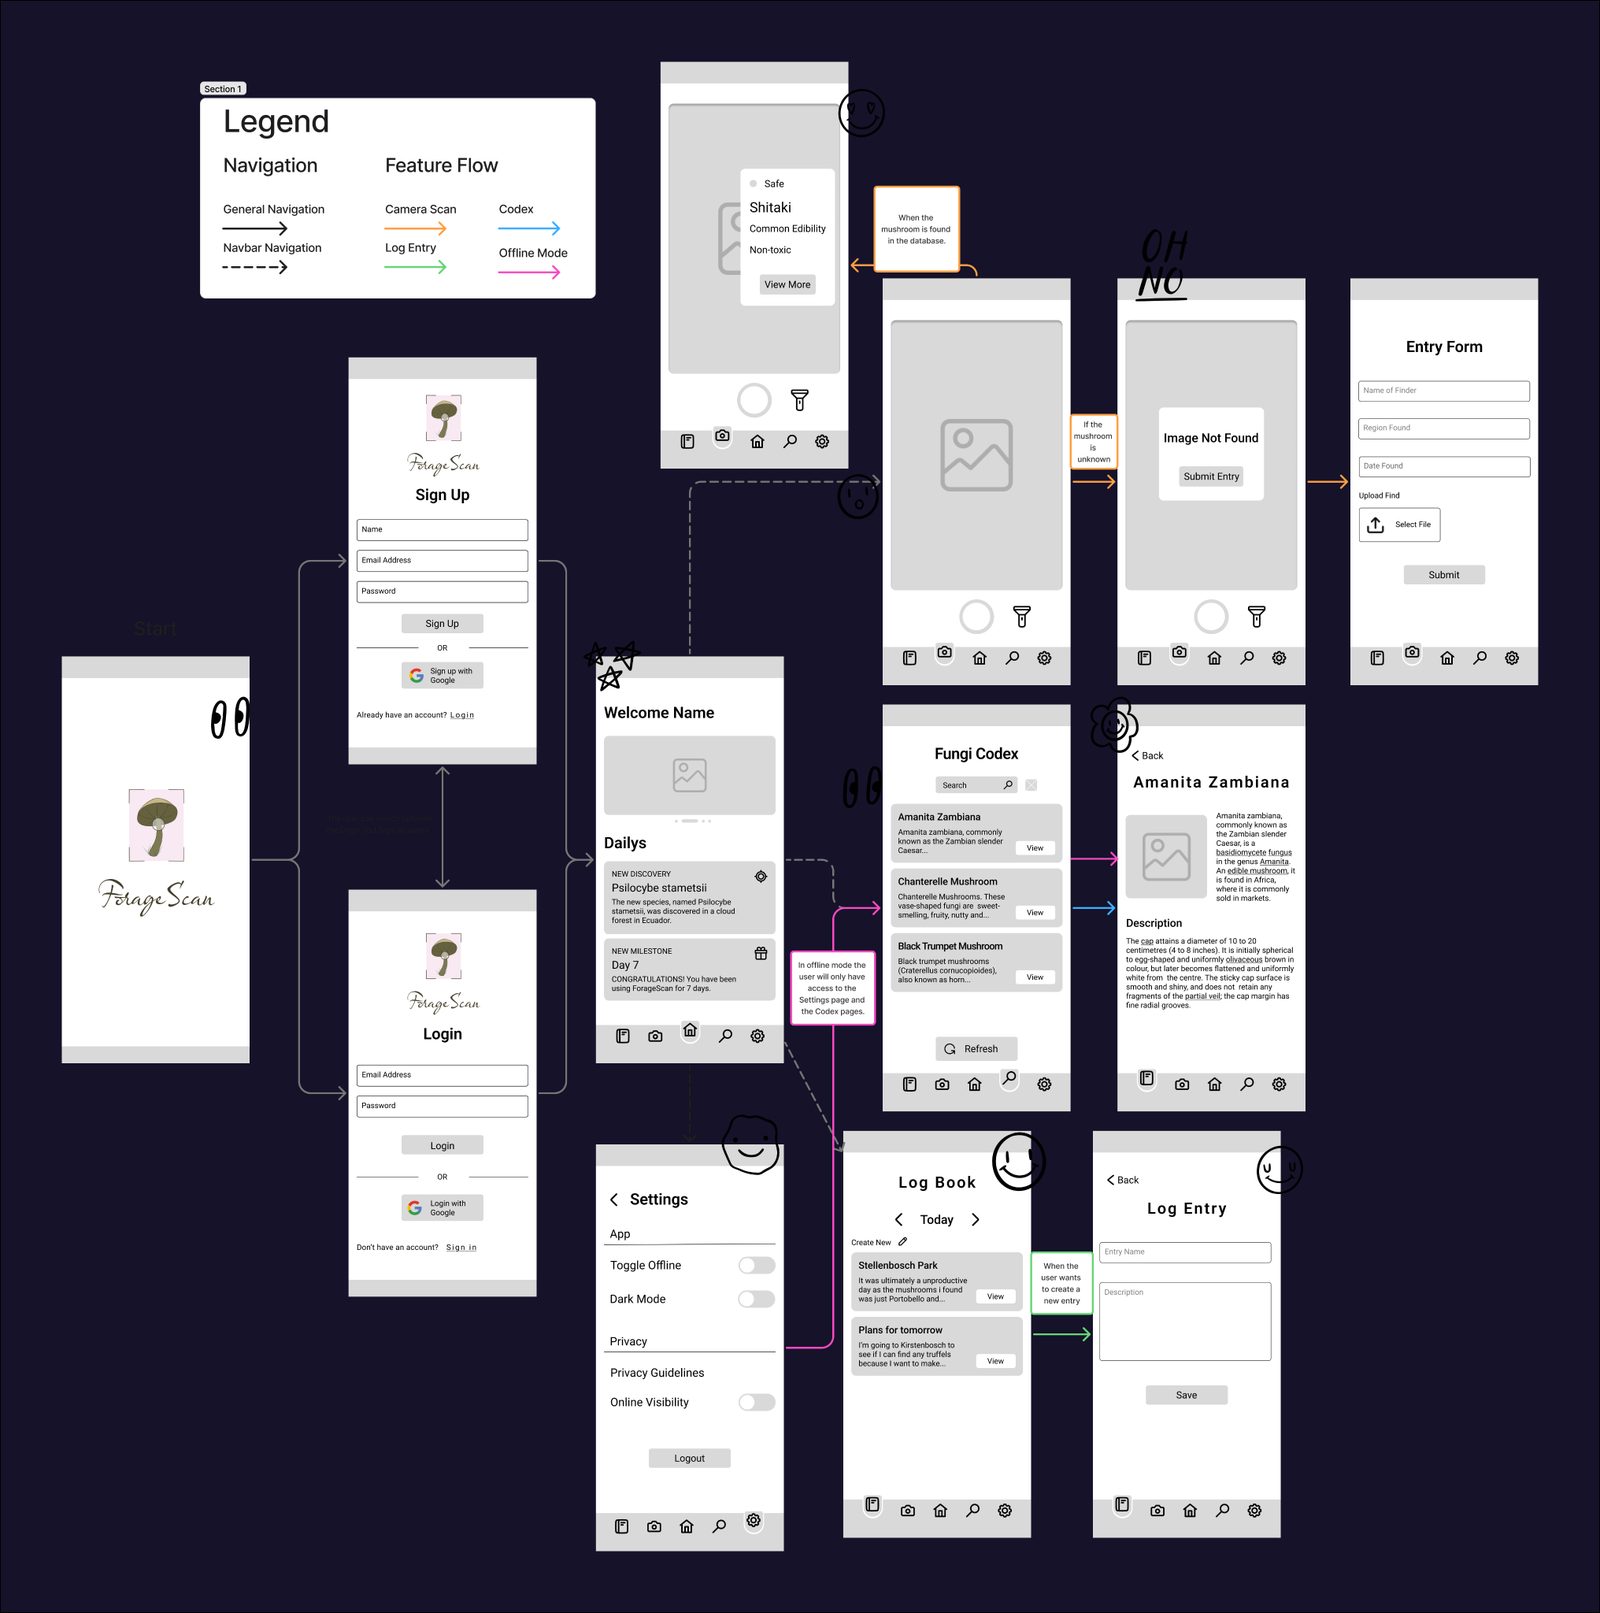 Section 1
Legend
Navigation
Feature Flow
General Navigation
Camera Scan
Codex
Navbar Navigation
Log Entry
Offline Mode
Safe
Shitaki
Common Edibility
Non-toxic
View More
When the
mushroom is found
in the database.
OH
NO
If the
mushroom
is
unknown
Image Not Found
Submit Entry
Entry Form
Name of Finder
Region Found
Date Found
Upload Find
Select File
Submit
Start
ForageScan
ForageScan
Sign Up
Name
Email Address
Password
Sign Up
OR
Sign up with
Google
Already have an account? Login
ForageScan
Login
Email Address
Password
Login
OR
Login with
Google
Don't have an account? Sign in
Welcome Name
Dailys
NEW DISCOVERY
Psilocybe stametsii
The new species, named Psilocybe
stametsii, was discovered in a cloud
forest in Ecuador.
NEW MILESTONE
Day 7
CONGRATULATIONS! You have been
using ForageScan for 7 days.
In offline mode the
user will only have
access to the
Settings page and
the Codex pages.
Fungi Codex
Search
Amanita Zambiana
Amanita zambiana, commonly
known as the Zambian slender
Caesar...
View
Chanterelle Mushroom
Chanterelle Mushrooms. These
vase-shaped fungi are sweet-
smelling, fruity, nutty and...
View
Black Trumpet Mushroom
Black trumpet mushrooms
(Craterellus cornucopioides),
also known as horn...
View
Refresh
Back
Amanita Zambiana
Amanita zambiana,
commonly known as
the Zambian slender
Caesar, is a
basidiomycete fungus
in the genus Amanita.
An edible mushroom, it
is found in Africa,
where it is commonly
sold in markets.
Description
The cap attains a diameter of 10 to 20
centimetres (4 to 8 inches). It is initially spherical
to egg-shaped and uniformly olivaceous brown in
colour, but later becomes flattened and uniformly
white from the centre. The sticky cap surface is
smooth and shiny, and does not retain any
fragments of the partial veil; the cap margin has
fine radial grooves.
Settings
App
Toggle Offline
Dark Mode
Privacy
Privacy Guidelines
Online Visibility
Logout
Log Book
Today
Create New
Stellenbosch Park
It was ultimately a unproductive
day as the mushrooms i found
was just Portobello and...
View
Plans for tomorrow
I'm going to Kirstenbosch to
see if I can find any truffels
because I want to make...
View
When the
user wants
to create a
new entry
Back
Log Entry
Entry Name
Description
Save